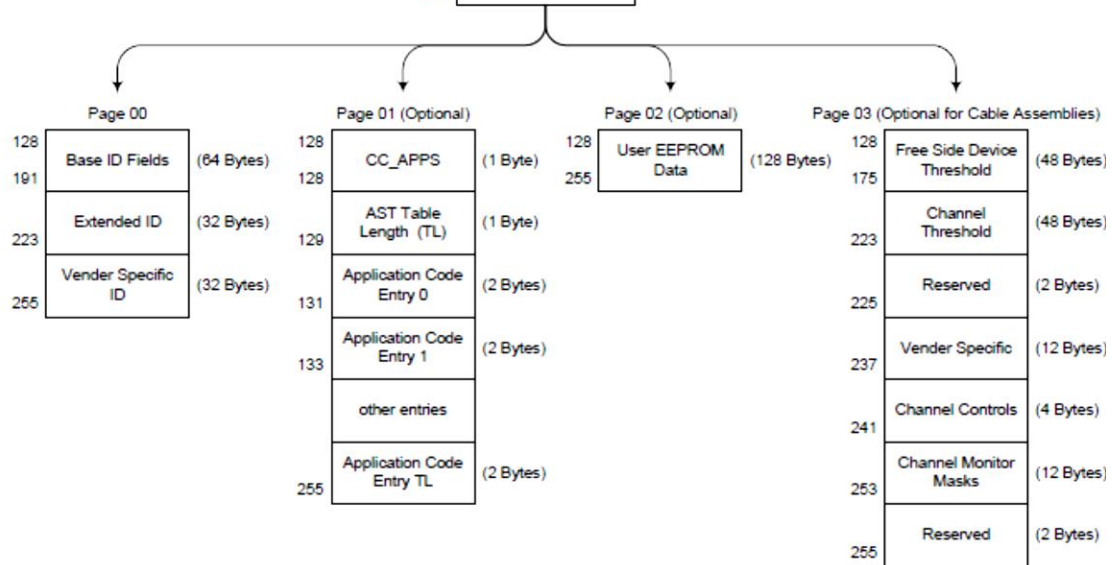 Page 00
128
Base ID Fields
(64 Bytes)
191
Extended ID
(32 Bytes)
223
Vender Specific
ID
(32 Bytes)
255
Page 01 (Optional)
128
CC_APPS
(1 Byte)
128
AST Table
Length (TL)
(1 Byte)
129
Application Code
Entry 0
(2 Bytes)
131
Application Code
Entry 1
(2 Bytes)
133
other entries
Application Code
Entry TL
(2 Bytes)
255
Page 02 (Optional)
128
User EEPROM
Data
(128 Bytes)
255
Page 03 (Optional for Cable Assemblies)
128
Free Side Device
Threshold
(48 Bytes)
175
Channel
Threshold
(48 Bytes)
223
Reserved
(2 Bytes)
225
Vender Specific
(12 Bytes)
237
Channel Controls
(4 Bytes)
241
Channel Monitor
Masks
(12 Bytes)
253
Reserved
(2 Bytes)
255